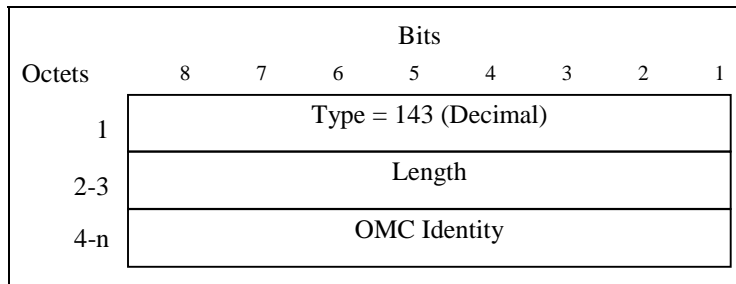 Bits
Octets 8 7 6 5 4 3 2 1
1 Type = 143 (Decimal)
2-3 Length
4-n OMC Identity